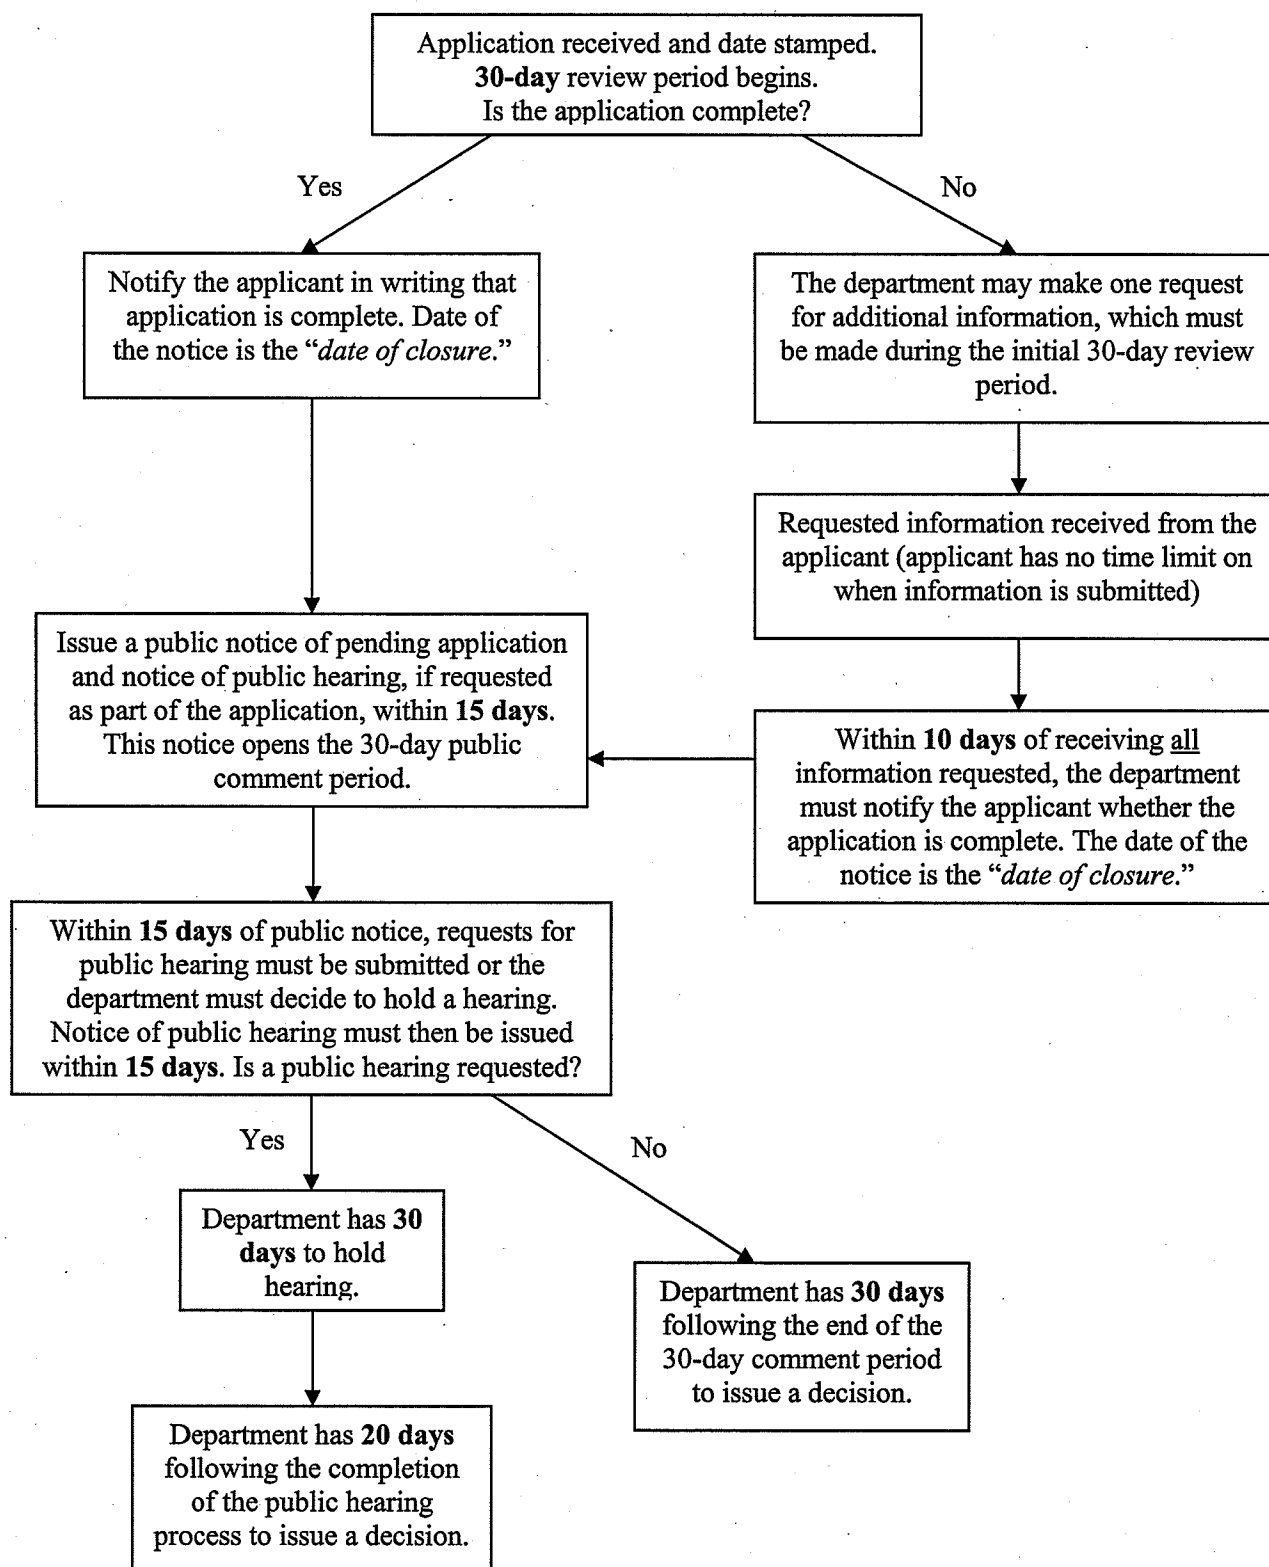 Application received and date stamped.
30-day review period begins.
Is the application complete?
Yes
No
Notify the applicant in writing that
application is complete. Date of
the notice is the “date of closure.”
The department may make one request
for additional information, which must
be made during the initial 30-day review
period.
Requested information received from the
applicant (applicant has no time limit on
when information is submitted)
Issue a public notice of pending application
and notice of public hearing, if requested
as part of the application, within 15 days.
This notice opens the 30-day public
comment period.
Within 10 days of receiving all
information requested, the department
must notify the applicant whether the
application is complete. The date of the
notice is the “date of closure.”
Within 15 days of public notice, requests for
public hearing must be submitted or the
department must decide to hold a hearing.
Notice of public hearing must then be issued
within 15 days. Is a public hearing requested?
Yes
No
Department has 30
days to hold
hearing.
Department has 30 days
following the end of the
30-day comment period
to issue a decision.
Department has 20 days
following the completion
of the public hearing
process to issue a decision.